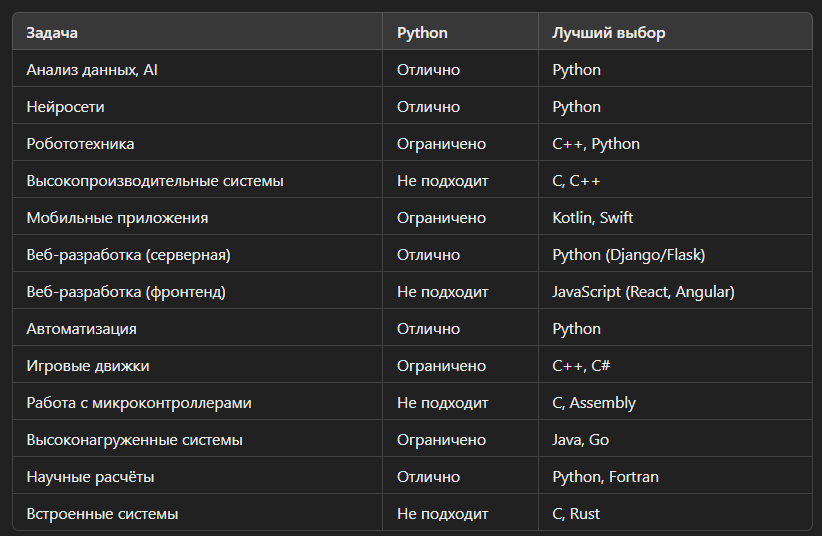 Задача Python Лучший выбор
Анализ данных, AI Отлично Python
Нейросети Отлично Python
Робототехника Ограничено C++, Python
Высокопроизводительные системы Не подходит C, C++
Мобильные приложения Ограничено Kotlin, Swift
Веб-разработка (серверная) Отлично Python (Django/Flask)
Веб-разработка (фронтенд) Не подходит JavaScript (React, Angular)
Автоматизация Отлично Python
Игровые движки Ограничено C++, C#
Работа с микроконтроллерами Не подходит C, Assembly
Высоконагруженные системы Ограничено Java, Go
Научные расчёты Отлично Python, Fortran
Встроенные системы Не подходит C, Rust